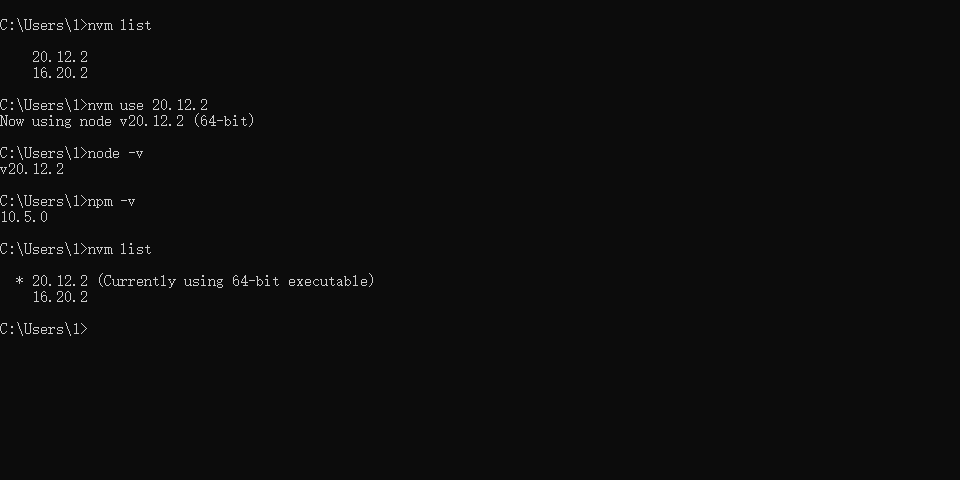 C:\Users\1>nvm list
20.12.2
16.20.2
C:\Users\1>nvm use 20.12.2
Now using node v20.12.2 (64-bit)
C:\Users\1>node -v
v20.12.2
C:\Users\1>npm -v
10.5.0
C:\Users\1>nvm list
* 20.12.2 (Currently using 64-bit executable)
16.20.2
C:\Users\1>